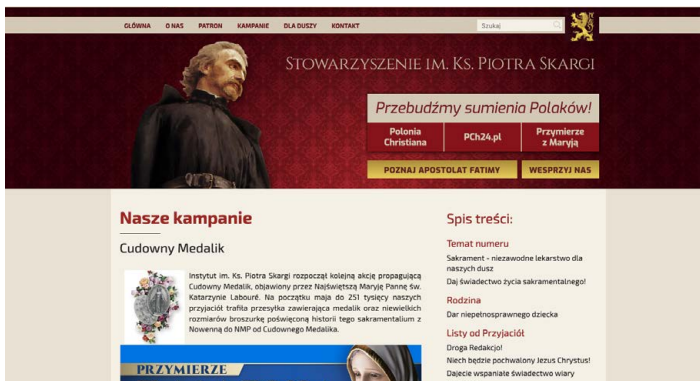 GŁÓWNA O NAS PATRON KAMPANIE DLA DUSZY KONTAKT
Szukaj
STOWARZYSZENIE IM. KS. PIOTRA SKARGI
Przebudźmy sumienia Polaków!
Polonia
Christiana
PCh24.pl
Przymierze
z Maryją
POZNAJ APOSTOLAT FATIMY
WESPRZYJ NAS
Nasze kampanie
Cudowny Medalik
Instytut im. Ks. Piotra Skargi rozpoczął kolejną akcję propagującą
Cudowny Medalik, objawiony przez Najświętszą Maryję Pannę św.
Katarzynie Labouré. Na początku maja do 251 tysięcy naszych
przyjaciół trafiła przesyłka zawierająca medalik oraz niewielkich
rozmiarów broszurkę poświęconą historii tego sakramentalium z
Nowenną do NMP od Cudownego Medalika.
PRZYMIERZE
Spis treści:
Temat numeru
Sakrament - niezawodne lekarstwo dla
naszych dusz
Daj świadectwo życia sakramentalnego!
Rodzina
Dar niepełnosprawnego dziecka
Listy od Przyjaciół
Droga Redakcjo!
Niech będzie pochwalony Jezus Chrystus!
Dajecie wspaniałe świadectwo wiary